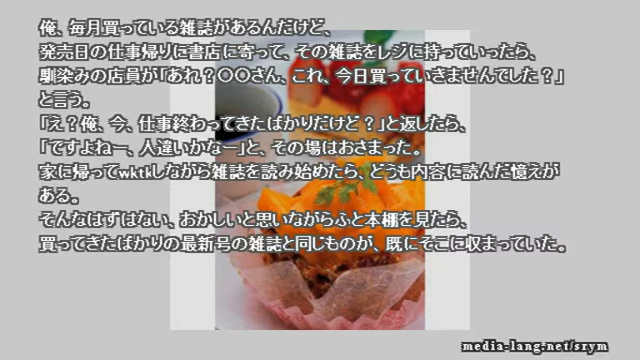 俺、毎月買っている雑誌があるんだけど、
発売日の仕事帰りに書店に寄って、その雑誌をレジに持っていったら、
馴染みの店員が「あれ？〇〇さん、これ、今日買っていきませんでした？」
と言う。
「え？俺、今、仕事終わってきたばかりだけど？」と返したら、
「ですよねー、人違いかなー」と、その場はおさまった。
家に帰ってwktkしながら雑誌を読み始めたら、どうも内容に読んだ憶えが
ある。
そんなはずはない、おかしいと思いながらふと本棚を見たら、
買ってきたばかりの最新号の雑誌と同じものが、既にそこに収まっていた。
media-lang-net/srym